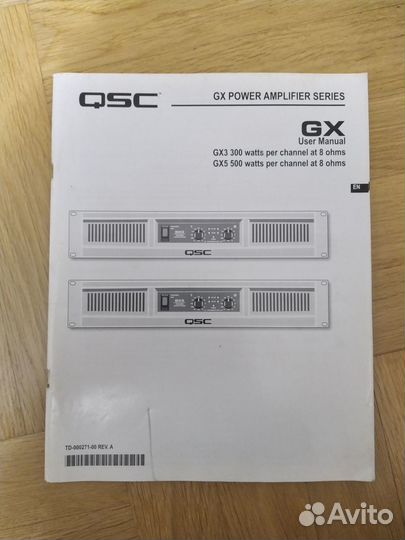 QSC
GX POWER AMPLIFIER SERIES
GX
User Manual
GX3 300 watts per channel at 8 ohms
GX5 500 watts per channel at 8 ohms
EN
QSC
QSC
TD-000271-00 REV. A
Avito